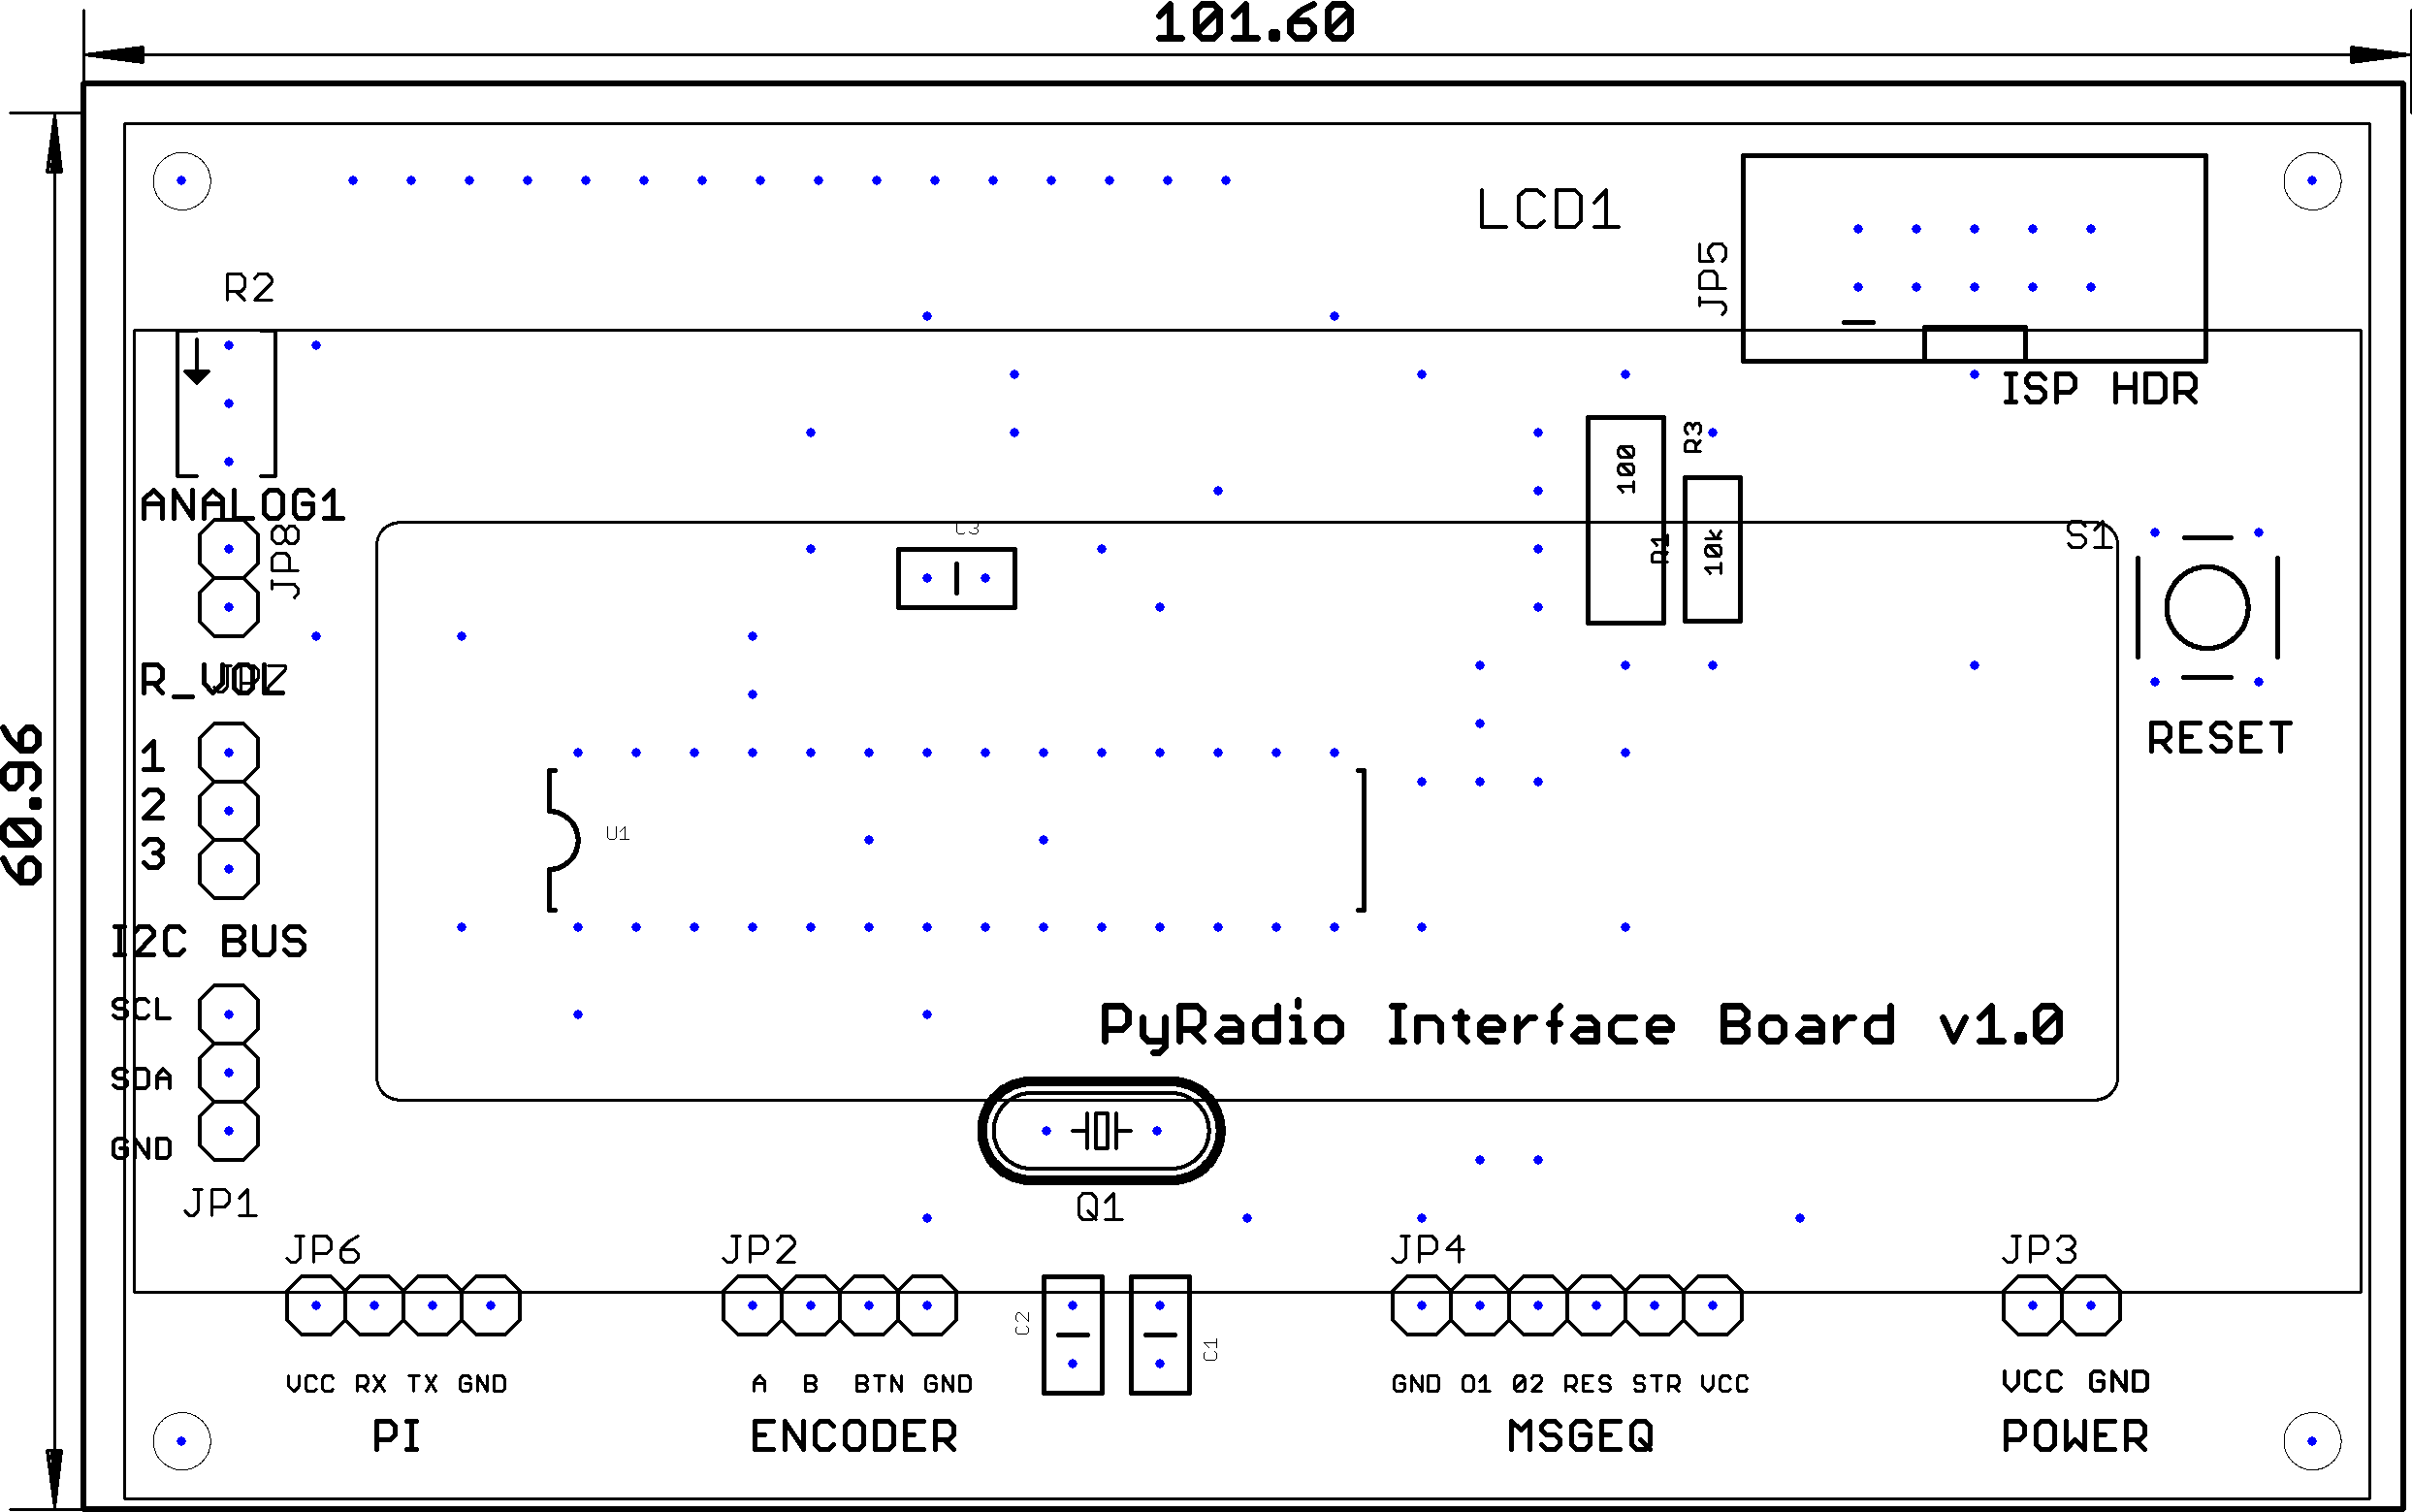 101.60
60.96
LCD1
JP5
R2
ISP HDR
100
R3
ANALOG1
JP8
C3
R1
10k
S1
R_VOL
JP7
RESET
1
2
3
U1
I2C BUS
SCL
PyRadio Interface Board v1.0
SDA
GND
JP1
Q1
JP6
JP2
JP4
JP3
C2
C1
VCC RX TX GND
A B BTN GND
GND O1 02 RES STR VCC
VCC GND
PI
ENCODER
MSGEQ
POWER